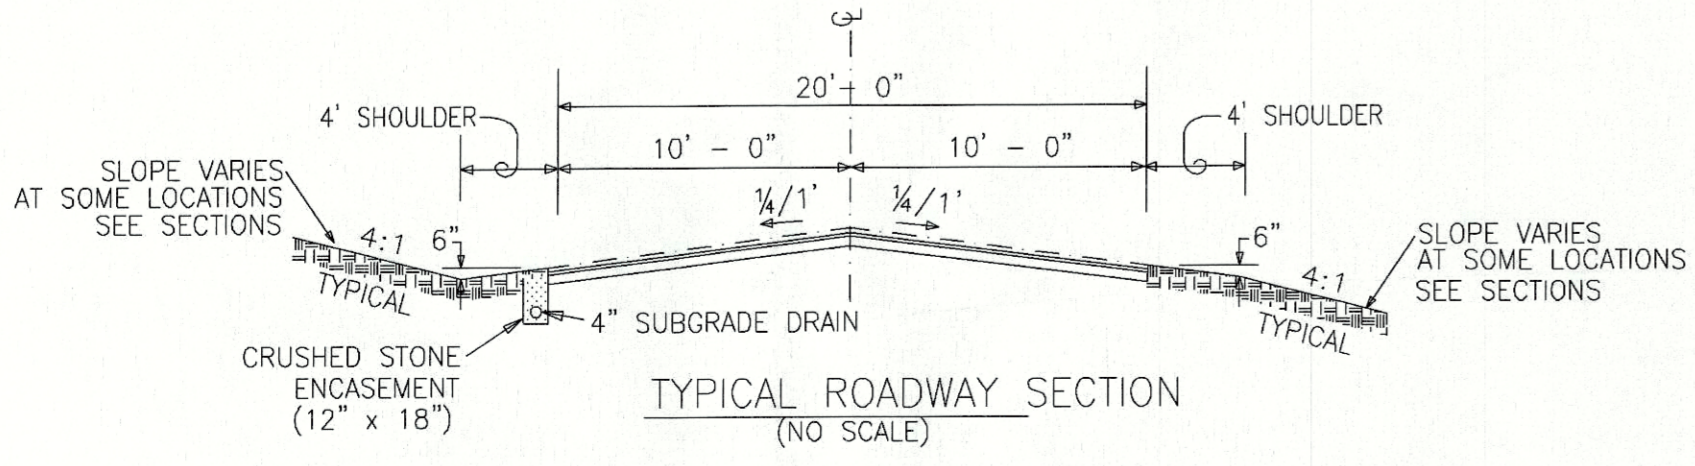 ℄
20' - 0"
4' SHOULDER
4' SHOULDER
10' - 0"
10' - 0"
SLOPE VARIES
AT SOME LOCATIONS
SEE SECTIONS
¼/1'
¼/1'
4:1
6"
6"
4:1
SLOPE VARIES
AT SOME LOCATIONS
SEE SECTIONS
TYPICAL
TYPICAL
4" SUBGRADE DRAIN
CRUSHED STONE
ENCASEMENT
(12" x 18")
TYPICAL ROADWAY SECTION
(NO SCALE)